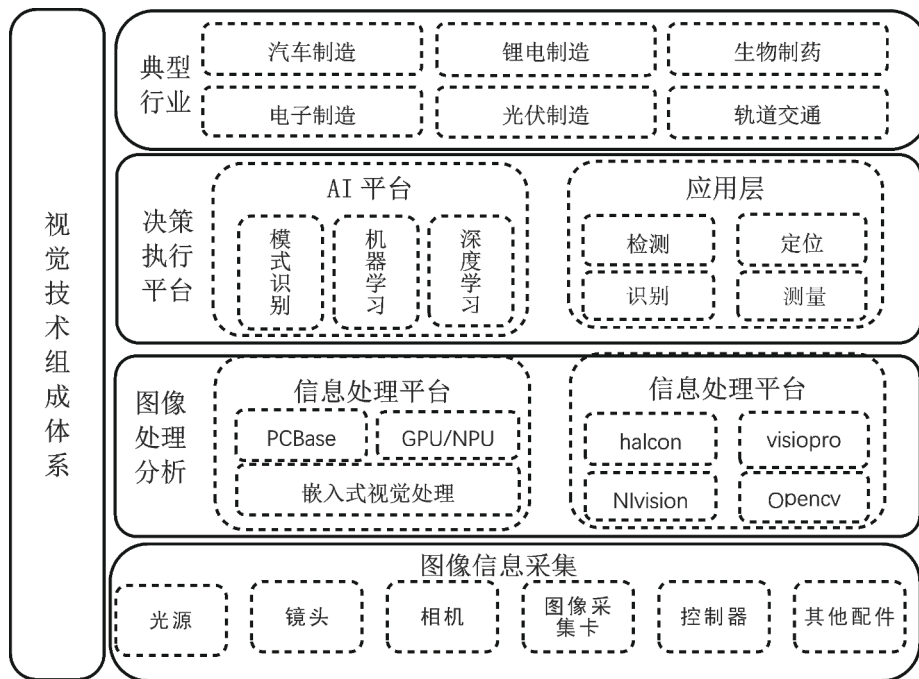 视觉技术组成体系
典型
行业
汽车制造
锂电制造
生物制药
电子制造
光伏制造
轨道交通
决策
执行
平台
AI 平台
模式识别
机器学习
深度学习
应用层
检测
定位
识别
测量
图像
处理
分析
信息处理平台
PCBase
GPU/NPU
嵌入式视觉处理
信息处理平台
halcon
visiopro
NIvision
Opencv
图像信息采集
光源
镜头
相机
图像采
集卡
控制器
其他配件